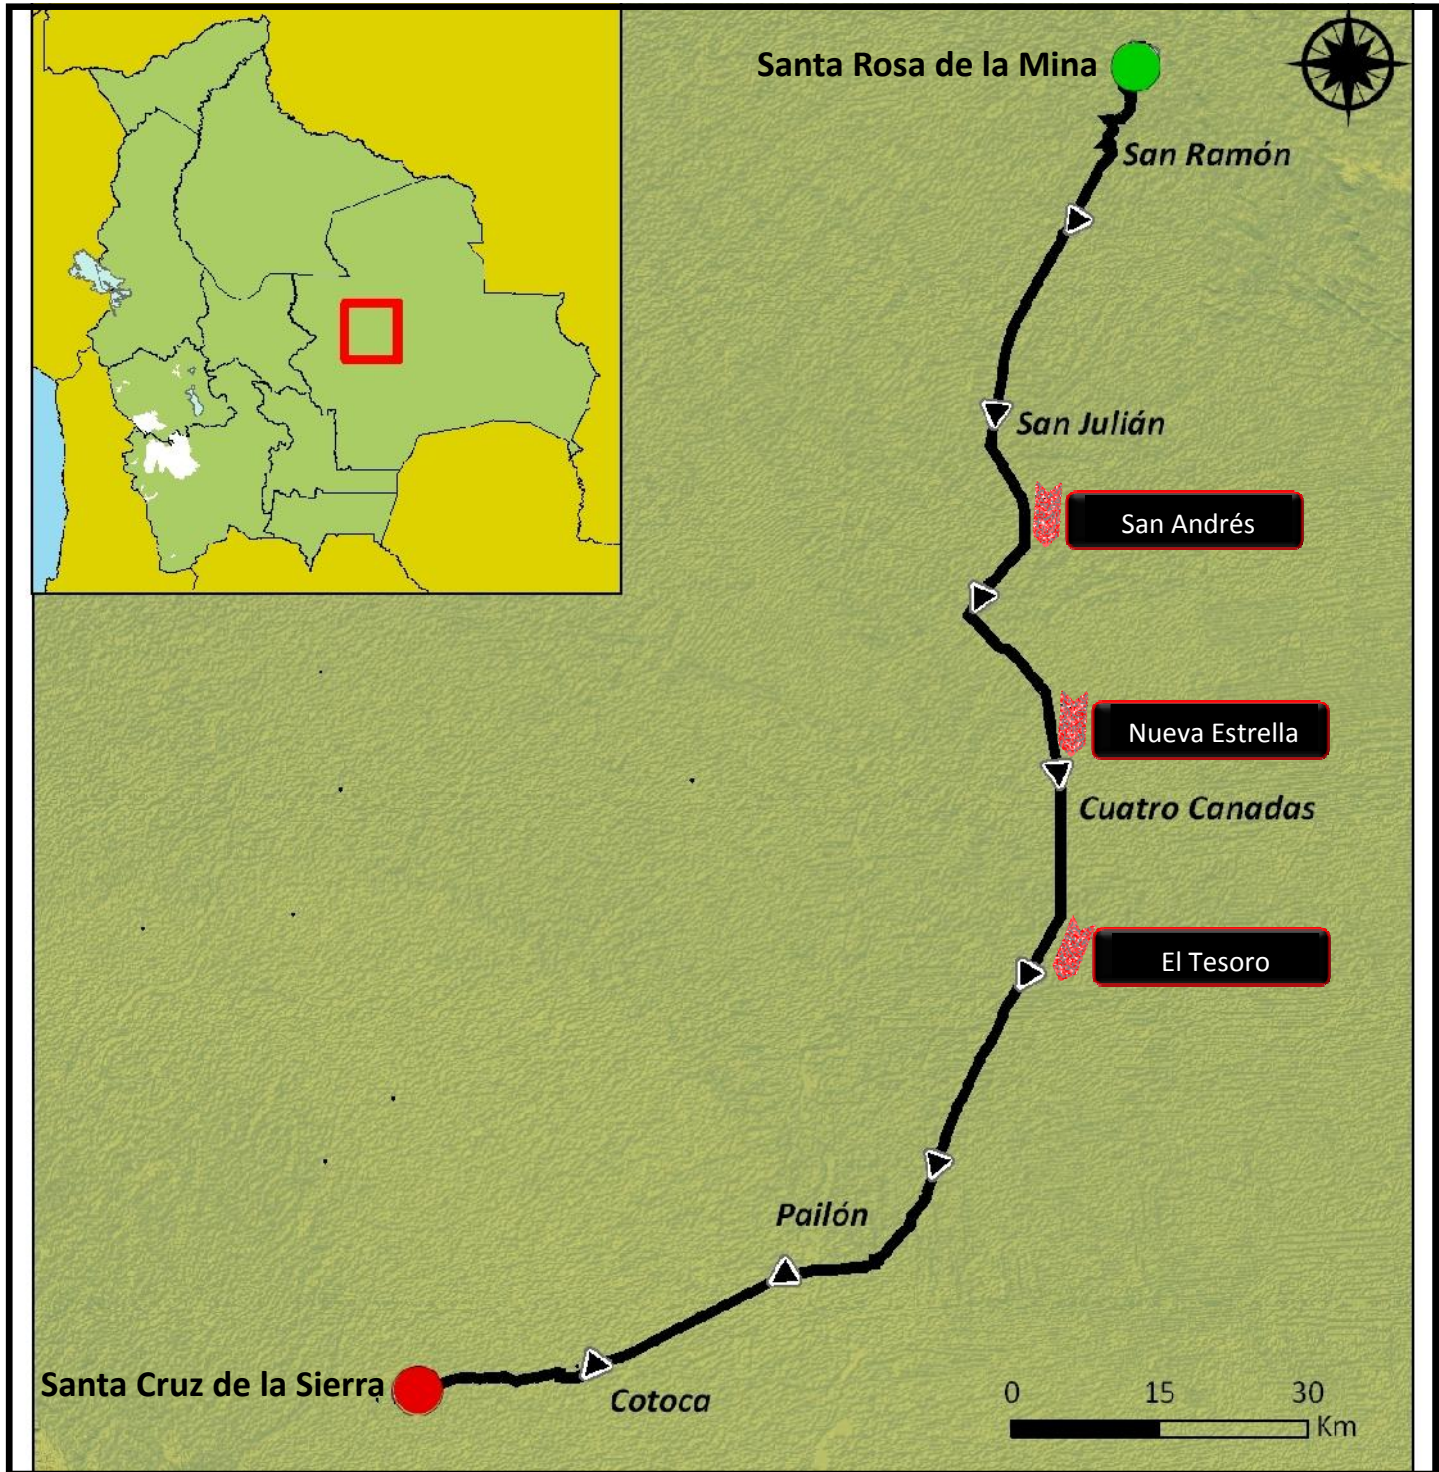 Santa Rosa de la Mina
San Ramón
San Julián
San Andrés
Nueva Estrella
Cuatro Canadas
El Tesoro
Pailón
Santa Cruz de la Sierra
Cotoca
0 15 30
Km